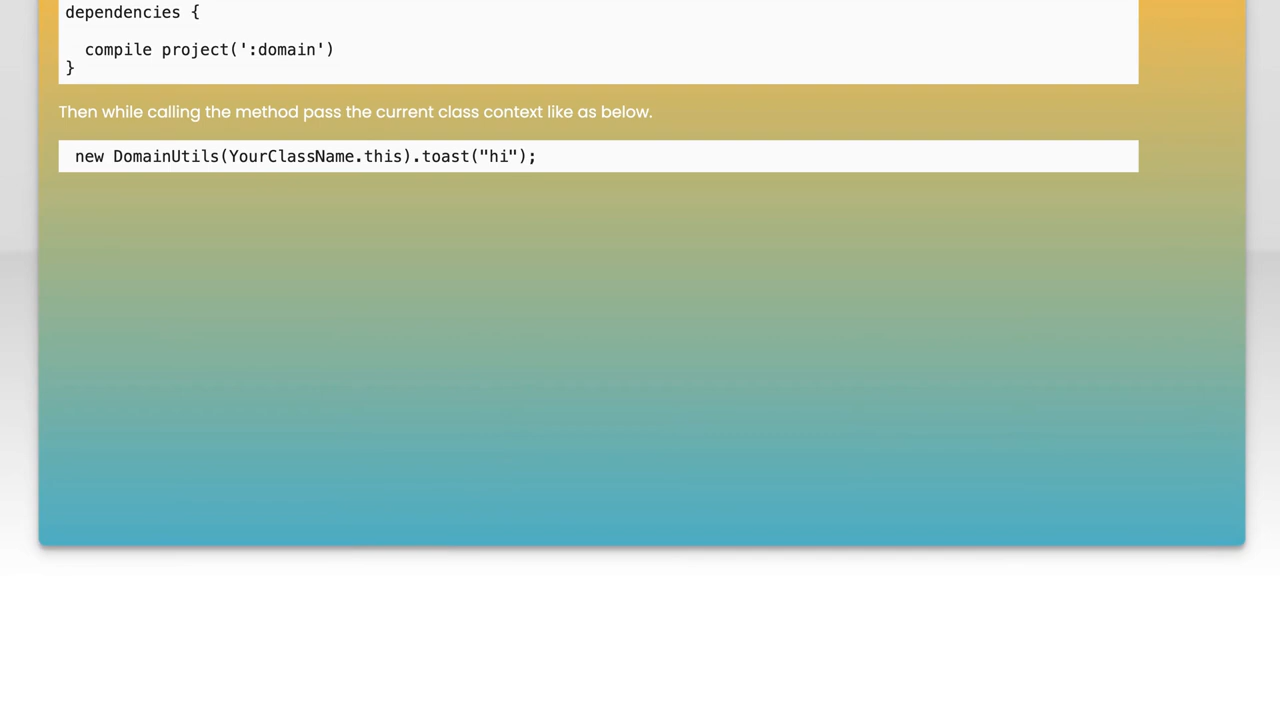 dependencies {
compile project(':domain')
}
Then while calling the method pass the current class context like as below.
new DomainUtils(YourClassName.this).toast("hi");